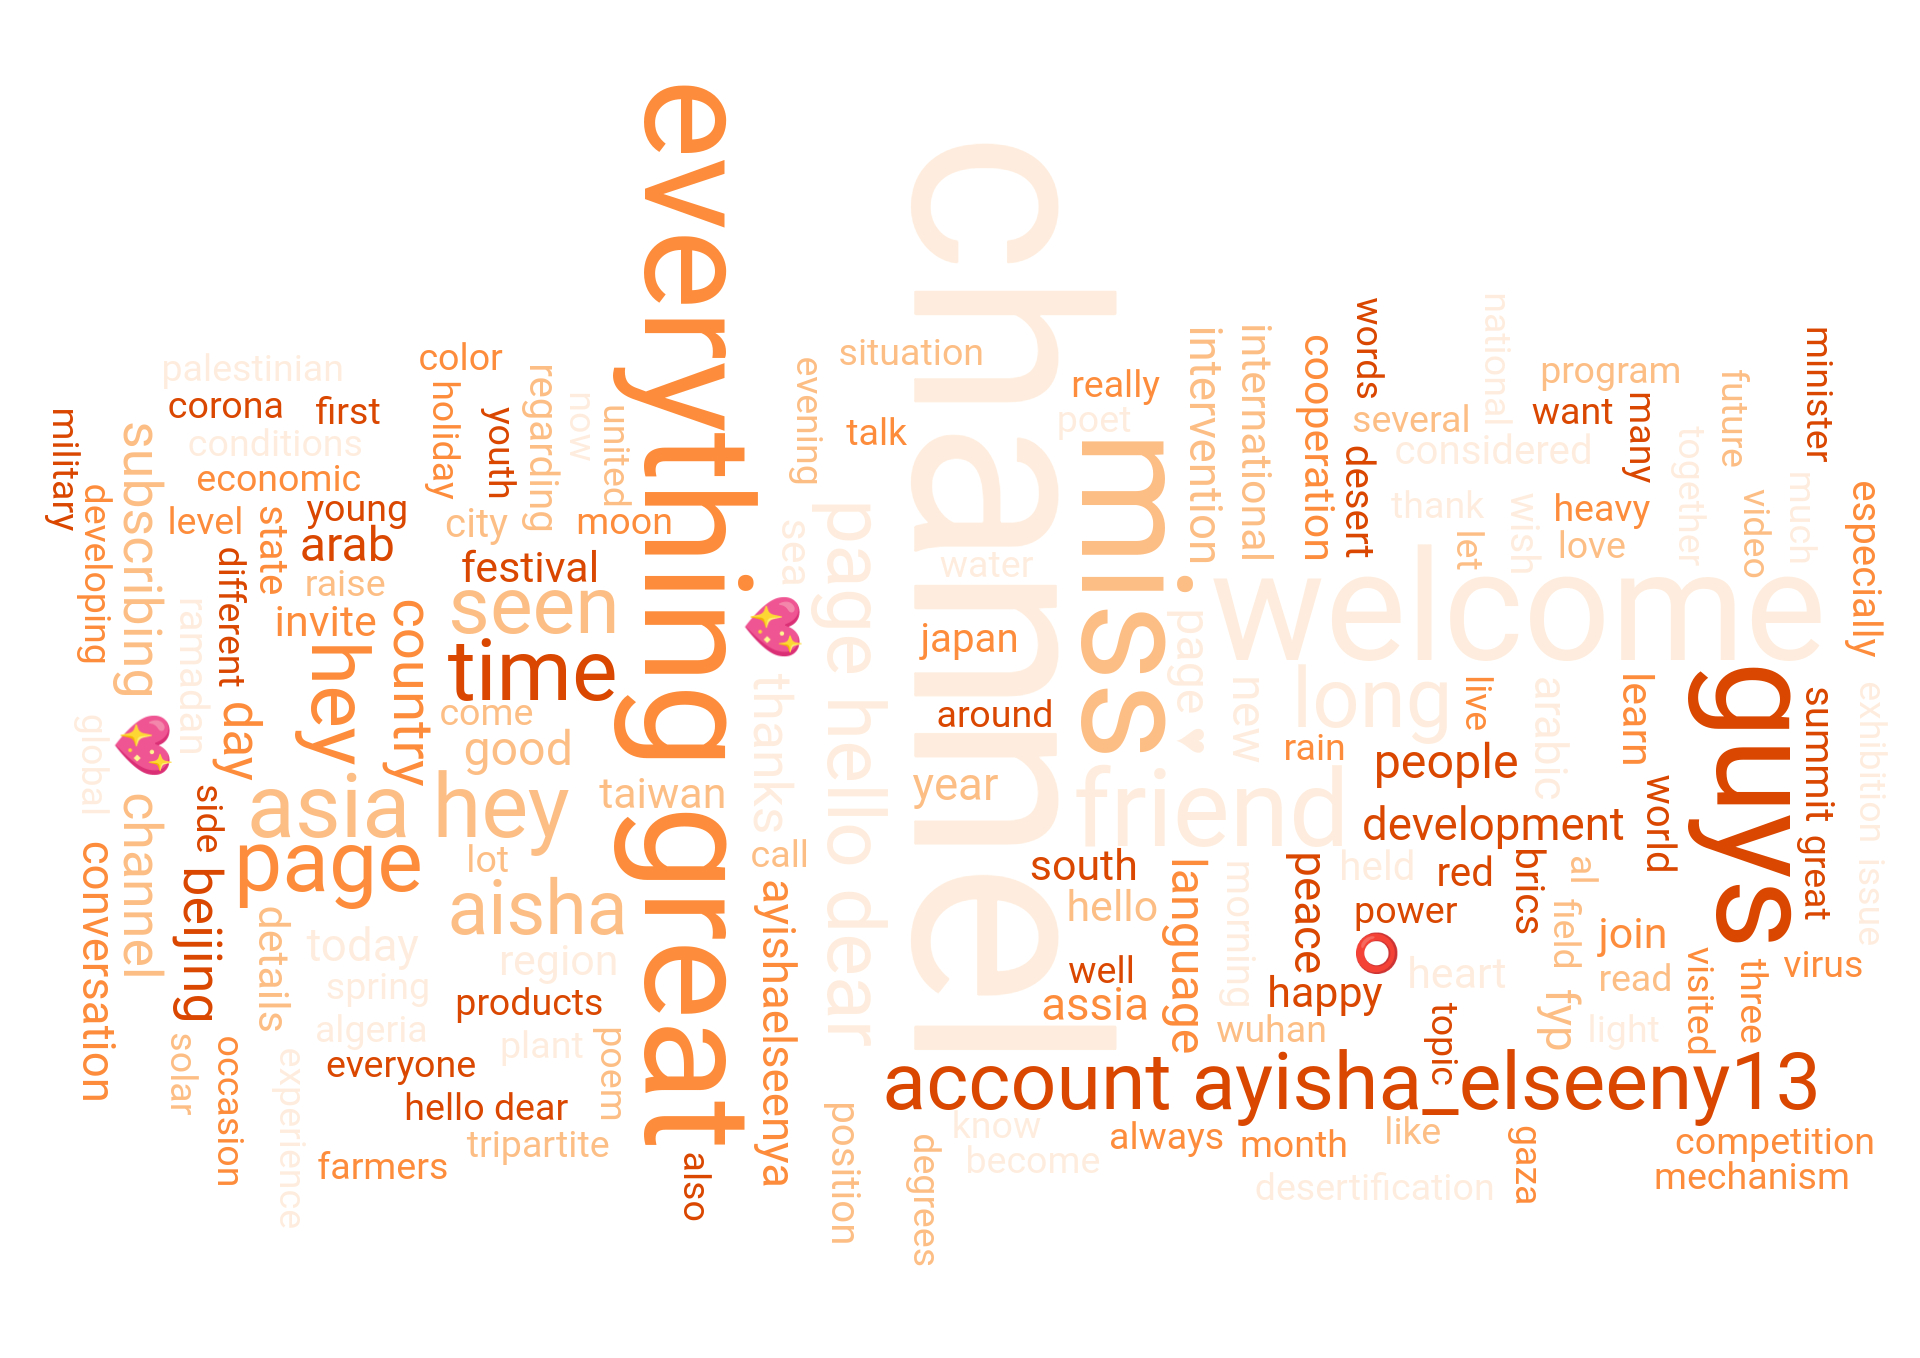 everything great
channel
miss
welcome
guys
page hello dear
account ayisha_elseeny13
palestinian
corona
first
conditions
economic
military
developing
subscribing
level
state
young
arab
raise
invite
different
ramadan
day
global
💖
channel
conversation
side
beijing
solar
occasion
color
holiday
youth
regarding
now
united
city
moon
festival
seen
time
hey
country
come
good
asia hey
page
taiwan
lot
aisha
details
today
region
spring
products
algeria
plant
poem
everyone
experience
hello dear
tripartite
farmers
also
situation
evening
talk
sea
💖
thanks
call
ayishaelseenya
position
degrees
water
japan
around
year
really
poet
page ♥
friend
south
hello
well
assia
know
become
always
month
like
desertification
gaza
competition
mechanism
intervention
international
cooperation
words
desert
several
considered
thank
let
wish
national
program
want
many
heavy
love
together
future
video
much
minister
especially
new
long
rain
live
people
arabic
learn
development
world
summit great
exhibition issue
language
morning
peace
held
red
brics
al
power
⭕
heart
happy
wuhan
topic
field
fyp
join
read
light
visited
three
virus